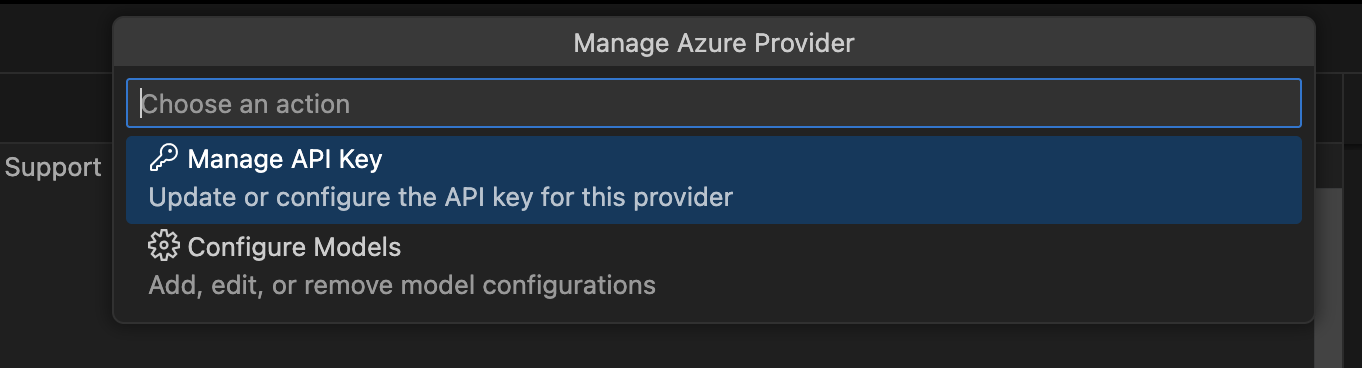 Manage Azure Provider
Choose an action
Manage API Key
Support
Update or configure the API key for this provider
Configure Models
Add, edit, or remove model configurations